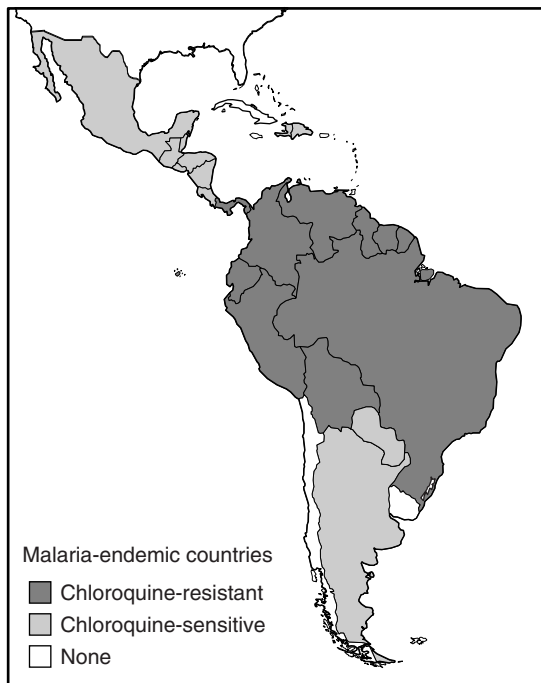 Malaria-endemic countries
Chloroquine-resistant
Chloroquine-sensitive
None